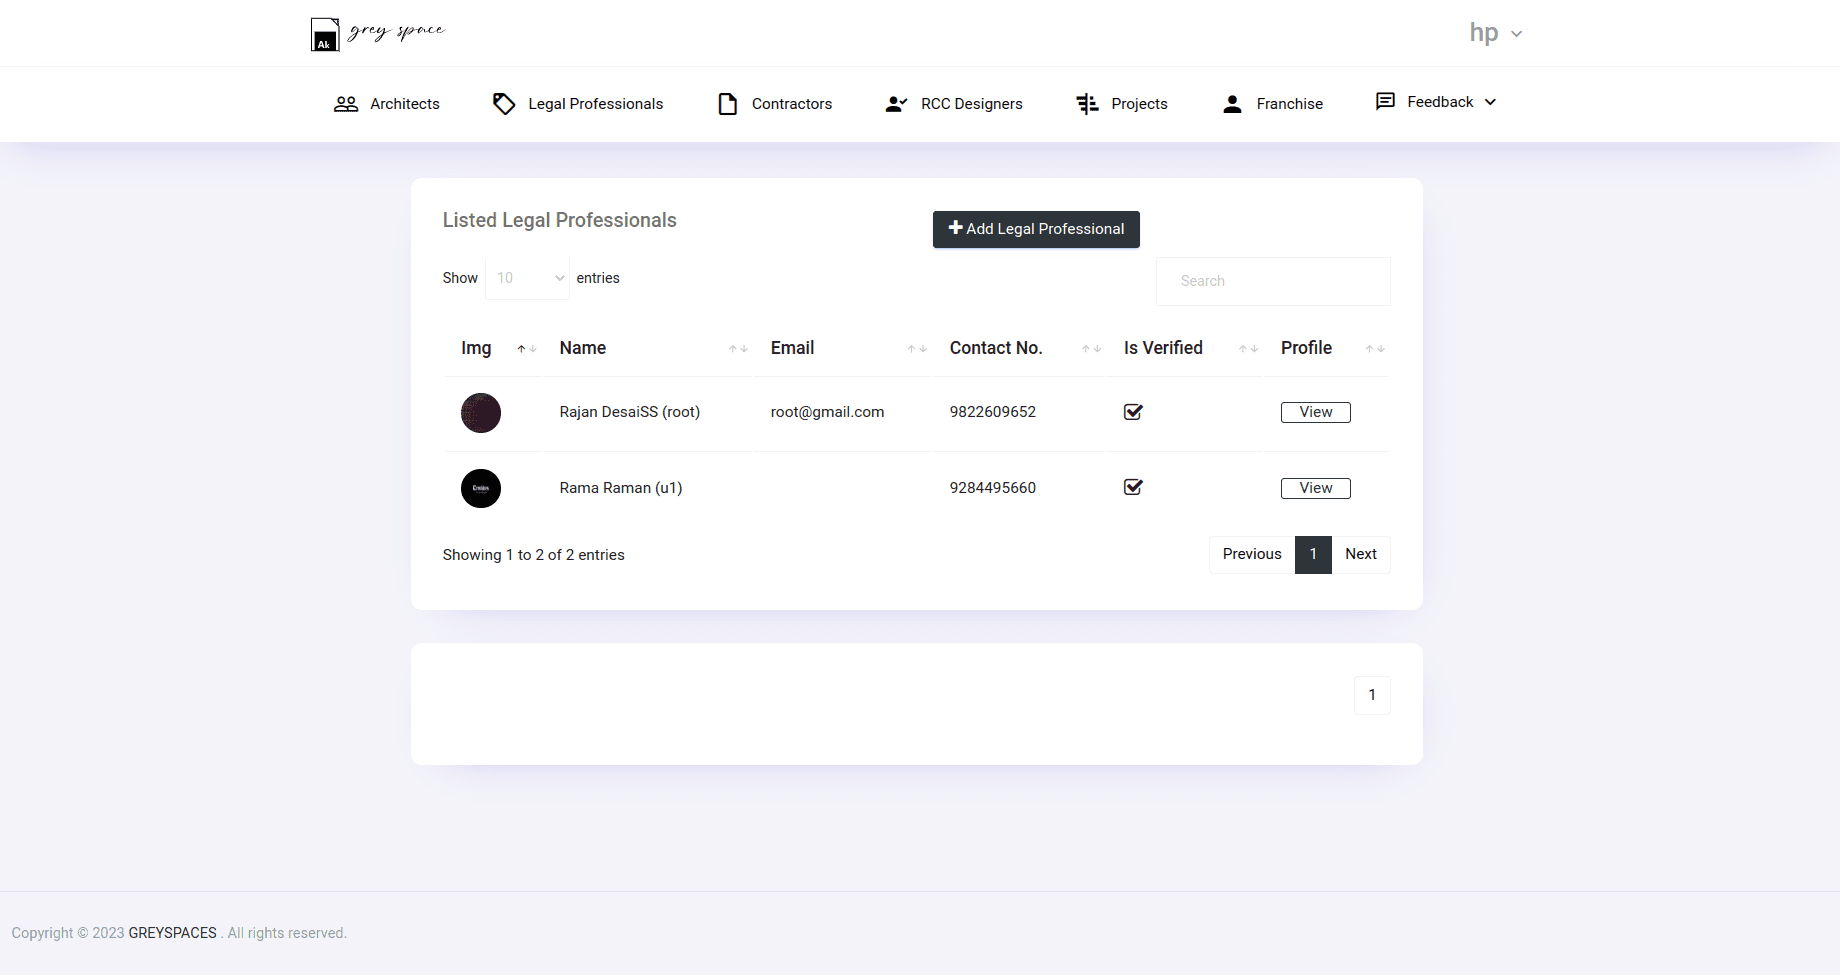 Ak grey space
hp
Architects Legal Professionals Contractors RCC Designers Projects Franchise Feedback
Listed Legal Professionals
Add Legal Professional
Show 10 entries
Search
Img Name Email Contact No. Is Verified Profile
Rajan DesaiSS (root) root@gmail.com 9822609652 View
Rama Raman (u1) 9284495660 View
Showing 1 to 2 of 2 entries
Previous 1 Next
1
Copyright © 2023 GREYSPACES . All rights reserved.